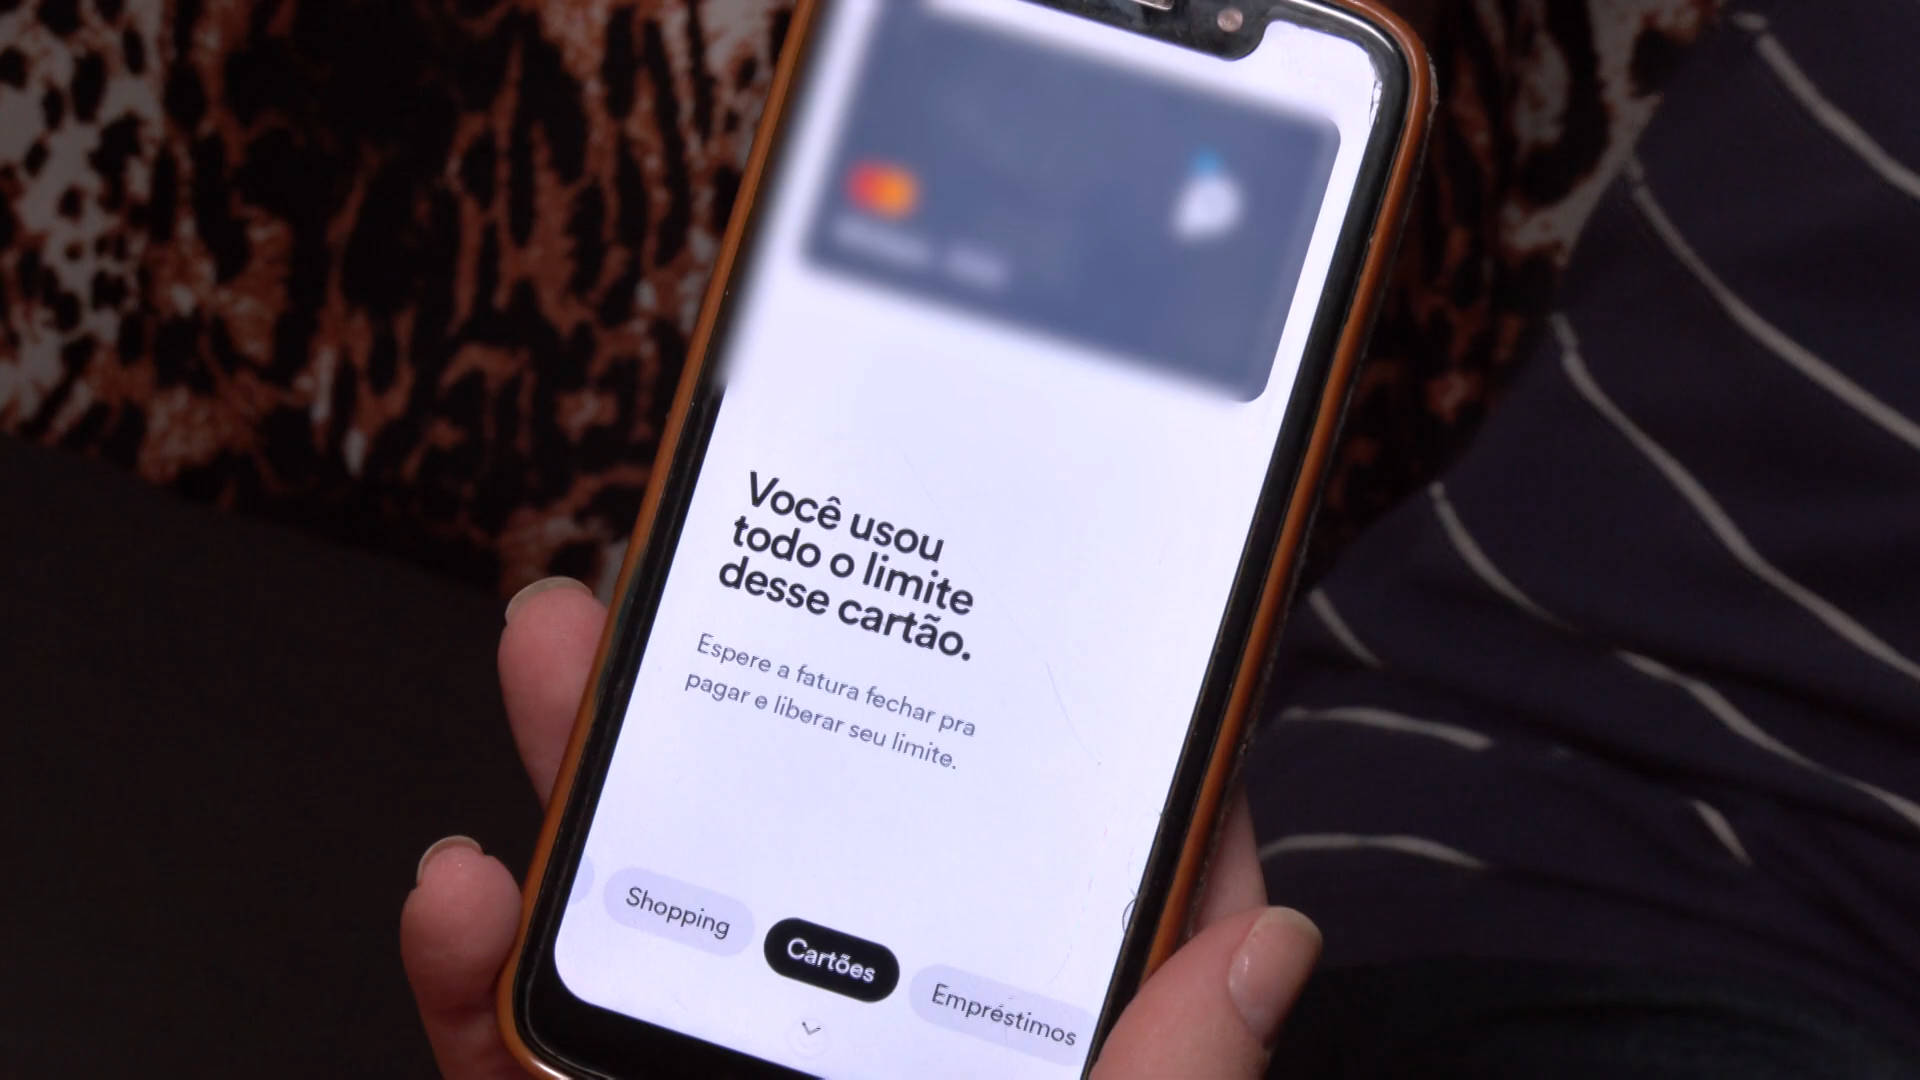 Você usou
todo o limite
desse cartão.
Espere a fatura fechar pra
pagar e liberar seu limite.
Shopping
Cartões
Empréstimos